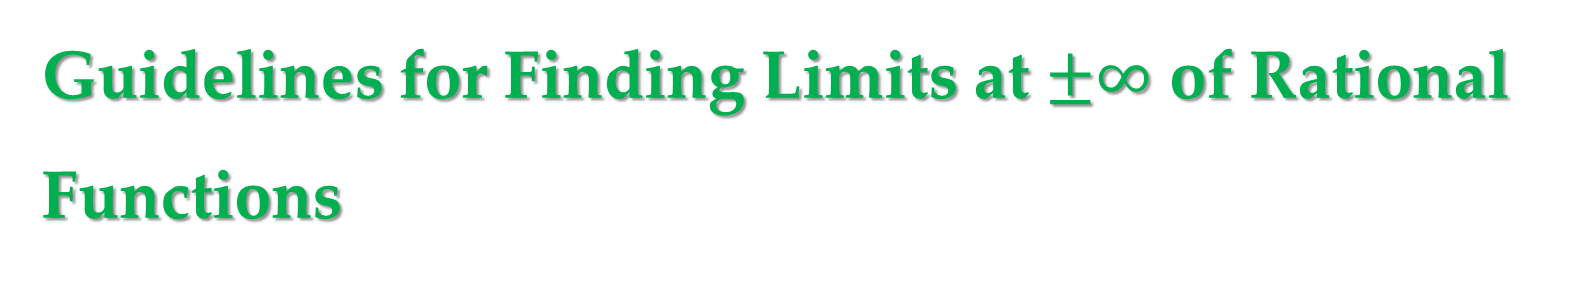 Guidelines for Finding Limits at ±∞ of Rational
Functions